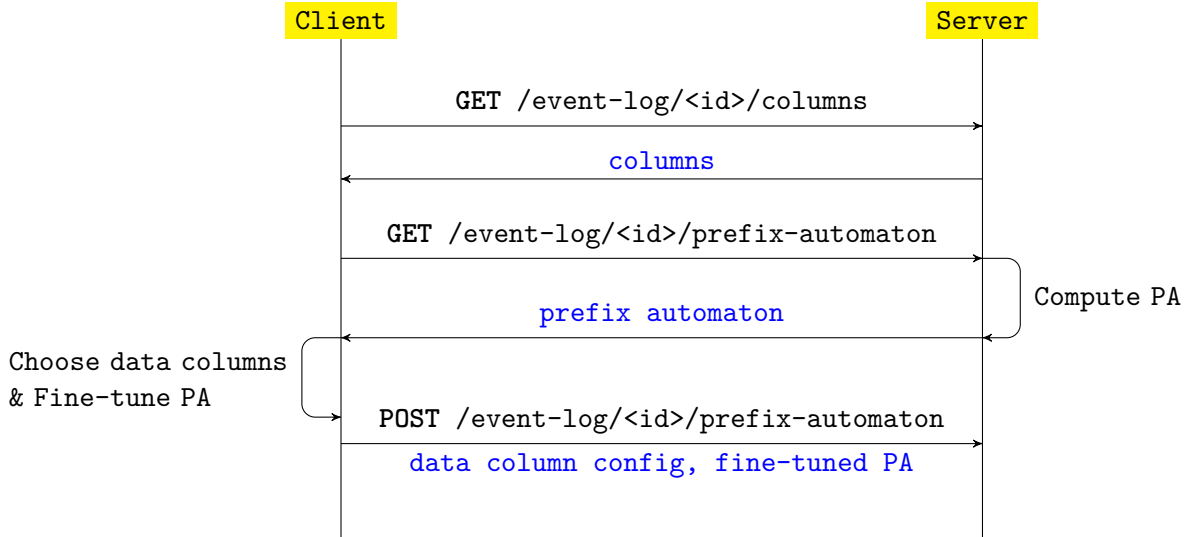 Client
Server
GET /event-log/<id>/columns
columns
GET /event-log/<id>/prefix-automaton
Compute PA
prefix automaton
Choose data columns
& Fine-tune PA
POST /event-log/<id>/prefix-automaton
data column config, fine-tuned PA